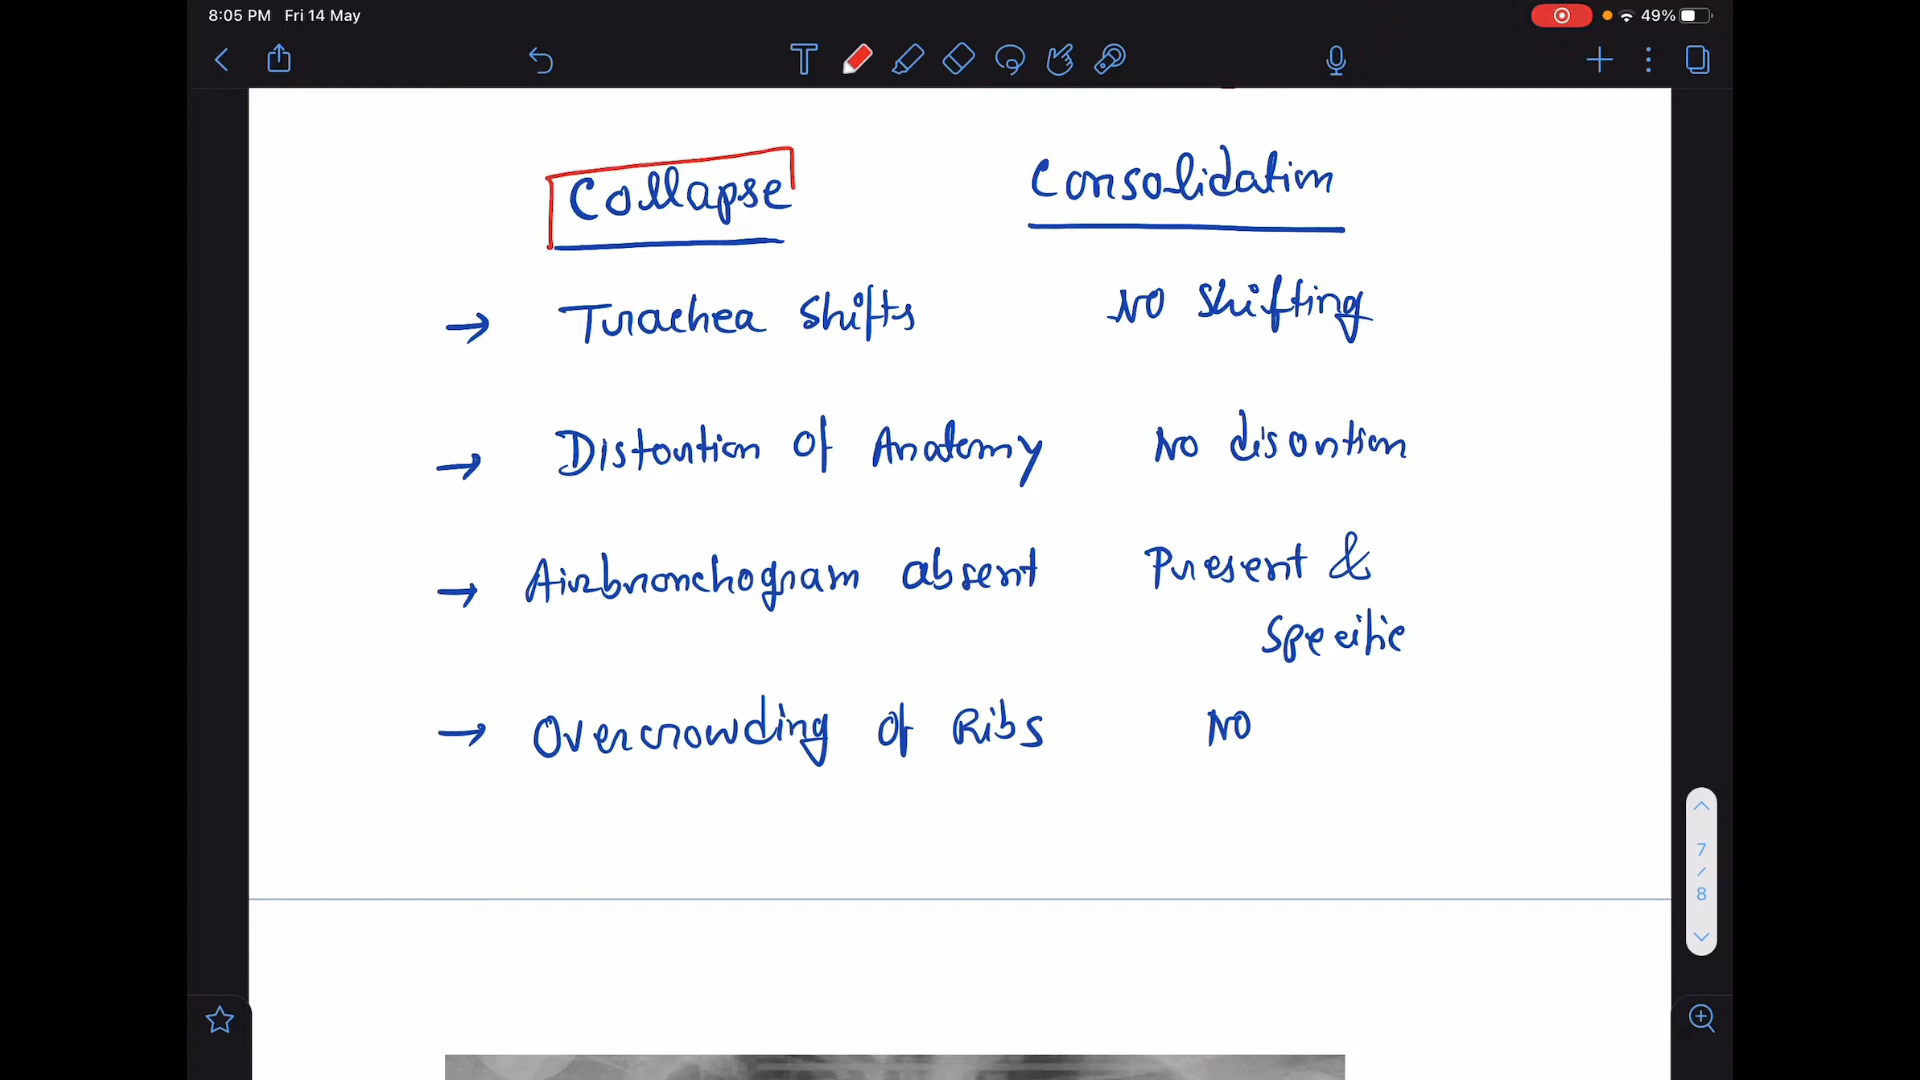 8:05 PM Fri 14 May 49%
Collapse Consolidation
→ Trachea shifts No shifting
→ Distortion of Anatomy No disortion
→ Airbronchogram absent Present &
Specific
→ Overcrowding of Ribs No
7
/
8